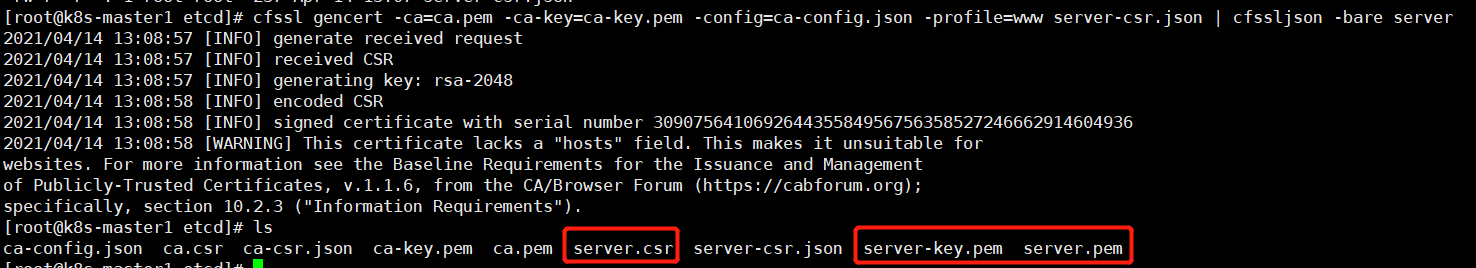 [root@k8s-master1 etcd]# cfssl gencert -ca=ca.pem -ca-key=ca-key.pem -config=ca-config.json -profile=www server-csr.json | cfssljson -bare server
2021/04/14 13:08:57 [INFO] generate received request
2021/04/14 13:08:57 [INFO] received CSR
2021/04/14 13:08:57 [INFO] generating key: rsa-2048
2021/04/14 13:08:58 [INFO] encoded CSR
2021/04/14 13:08:58 [INFO] signed certificate with serial number 309075641069264435584956756358527246662914604936
2021/04/14 13:08:58 [WARNING] This certificate lacks a "hosts" field. This makes it unsuitable for
websites. For more information see the Baseline Requirements for the Issuance and Management
of Publicly-Trusted Certificates, v.1.1.6, from the CA/Browser Forum (https://cabforum.org);
specifically, section 10.2.3 ("Information Requirements").
[root@k8s-master1 etcd]# ls
ca-config.json ca.csr ca-csr.json ca-key.pem ca.pem server.csr server-csr.json server-key.pem server.pem
[root@k8s-master1 etcd]#